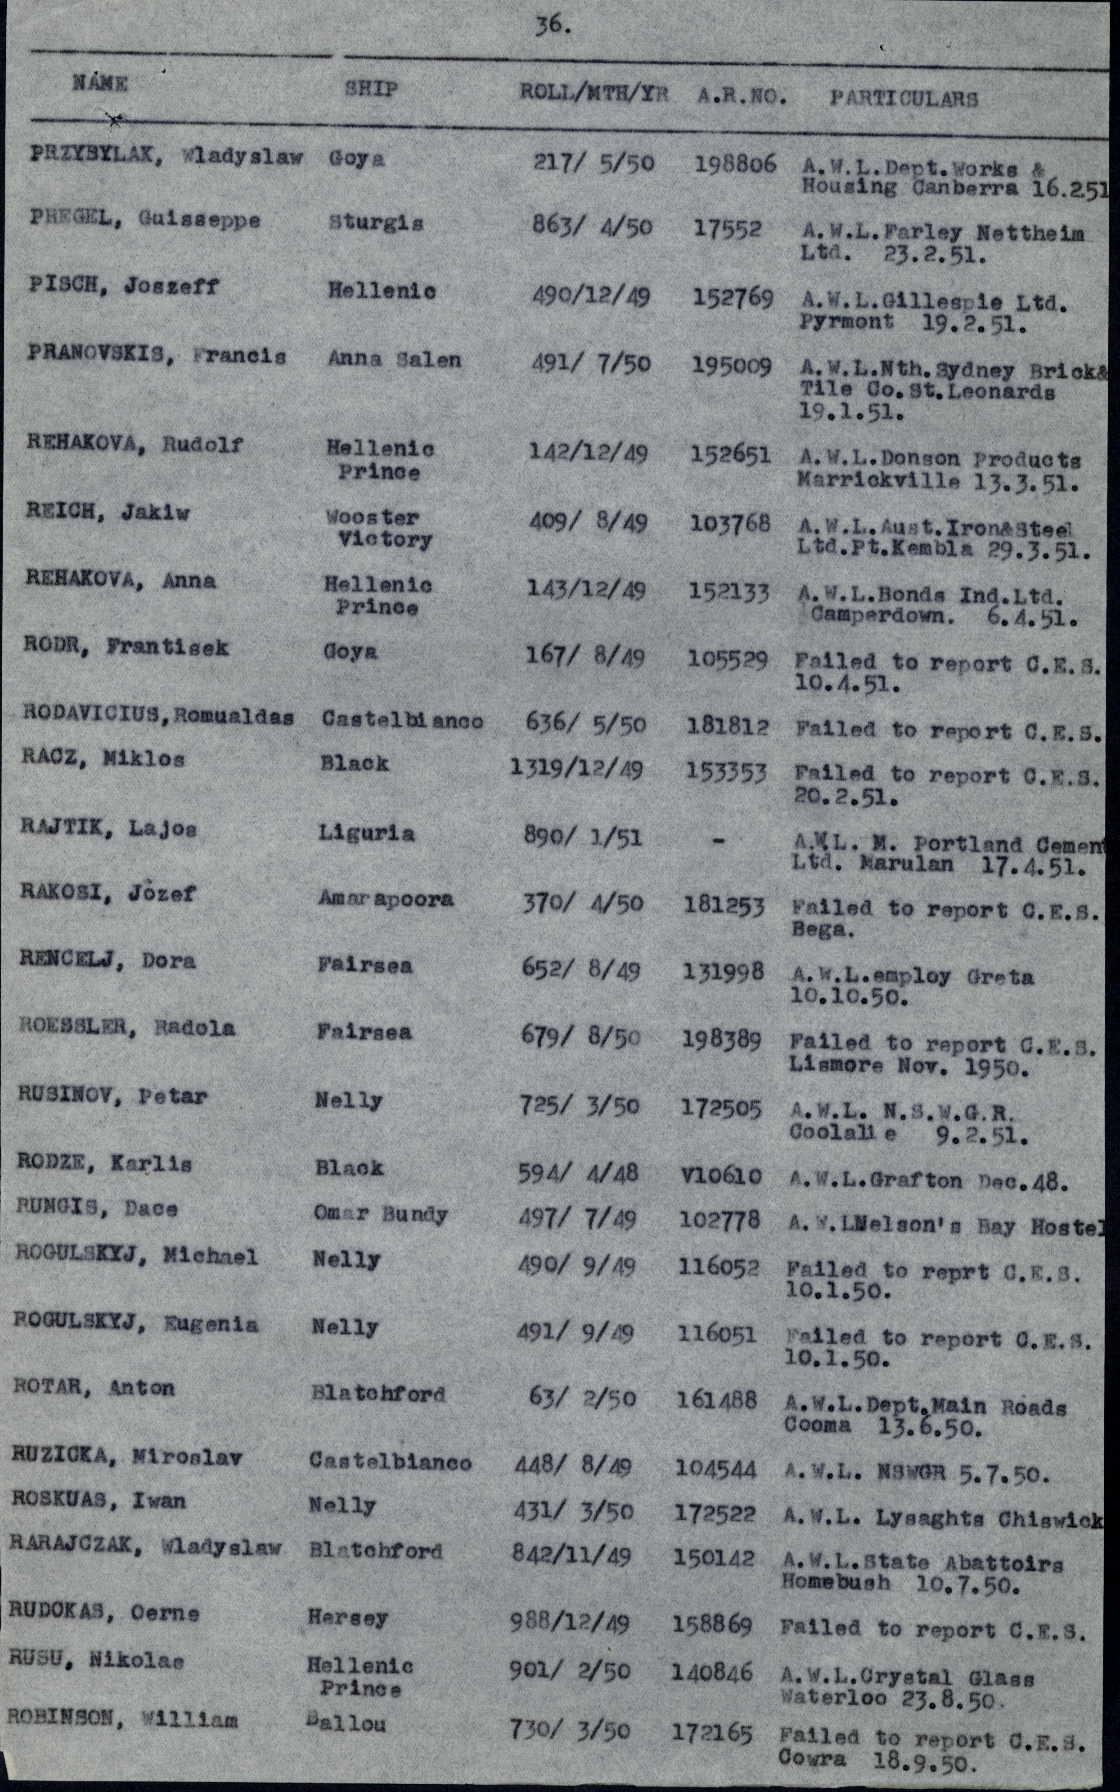 36.
NAME SHIP ROLL/MTH/YR A.R.NO. PARTICULARS
PRZYBYLAK, Wladyslaw Goya 217/ 5/50 198806 A.W.L.Dept.Works &
Housing Canberra 16.2.51
PREGEL, Guisseppe Sturgis 863/ 4/50 17552 A.W.L.Farley Nettheim
Ltd. 23.2.51.
PISCH, Joszeff Hellenic 490/12/49 152769 A.W.L.Gillespie Ltd.
Pyrmont 19.2.51.
PRANOVSKIS, Francis Anna Salen 491/ 7/50 195009 A.W.L.Nth.Sydney Brick&
Tile Co.St.Leonards
19.1.51.
REHAKOVA, Rudolf Hellenic 142/12/49 152651 A.W.L.Donson Products
Prince Marrickville 13.3.51.
REICH, Jakiw Wooster 409/ 8/49 103768 A.W.L.Aust.Iron&Steel
Victory Ltd.Pt.Kembla 29.3.51.
REHAKOVA, Anna Hellenic 143/12/49 152133 A.W.L.Bonds Ind.Ltd.
Prince Camperdown. 6.4.51.
RODR, Frantisek Goya 167/ 8/49 105529 Failed to report C.E.S.
10.4.51.
RODAVICIUS,Romualdas Castelbianco 636/ 5/50 181812 Failed to report C.E.S.
RACZ, Miklos Black 1319/12/49 153353 Failed to report C.E.S.
20.2.51.
RAJTIK, Lajos Liguria 890/ 1/51 - A.W.L. M. Portland Cement
Ltd. Marulan 17.4.51.
RAKOSI, Jozef Amarapoora 370/ 4/50 181253 Failed to report C.E.S.
Bega.
RENCELJ, Dora Fairsea 652/ 8/49 131998 A.W.L.employ Greta
10.10.50.
ROESSLER, Radola Fairsea 679/ 8/50 198389 Failed to report C.E.S.
Lismore Nov. 1950.
RUSINOV, Petar Nelly 725/ 3/50 172505 A.W.L. N.S.W.G.R.
Coolalie 9.2.51.
RODZE, Karlis Black 594/ 4/48 V10610 A.W.L.Grafton Dec.48.
RUNGIS, Dace Omar Bundy 497/ 7/49 102778 A.W.LNelson's Bay Hostel
ROGULSKYJ, Michael Nelly 490/ 9/49 116052 Failed to reprt C.E.S.
10.1.50.
ROGULSKYJ, Eugenia Nelly 491/ 9/49 116051 Failed to report C.E.S.
10.1.50.
ROTAR, Anton Blatchford 63/ 2/50 161488 A.W.L.Dept.Main Roads
Cooma 13.6.50.
RUZICKA, Miroslav Castelbianco 448/ 8/49 104544 A.W.L. NSWGR 5.7.50.
ROSKUAS, Iwan Nelly 431/ 3/50 172522 A.W.L. Lysaghts Chiswick
RARAJCZAK, Wladyslaw Blatchford 842/11/49 150142 A.W.L.State Abattoirs
Homebush 10.7.50.
RUDOKAS, Cerne Hersey 988/12/49 158869 Failed to report C.E.S.
RUSU, Nikolae Hellenic 901/ 2/50 140846 A.W.L.Crystal Glass
Prince Waterloo 23.8.50.
ROBINSON, William Ballou 730/ 3/50 172165 Failed to report C.E.S.
Cowra 18.9.50.